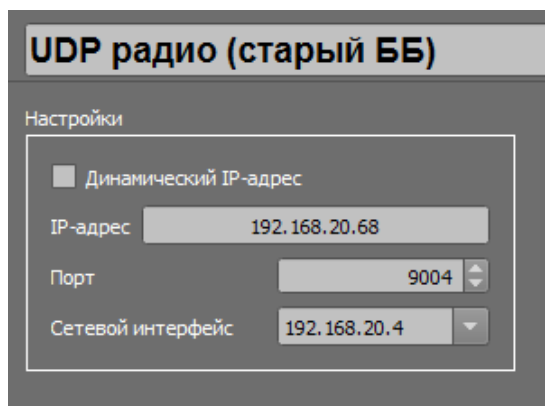 UDP радио (старый ББ)
Настройки
Динамический IP-адрес
IP-адрес 192.168.20.68
Порт 9004
Сетевой интерфейс 192.168.20.4